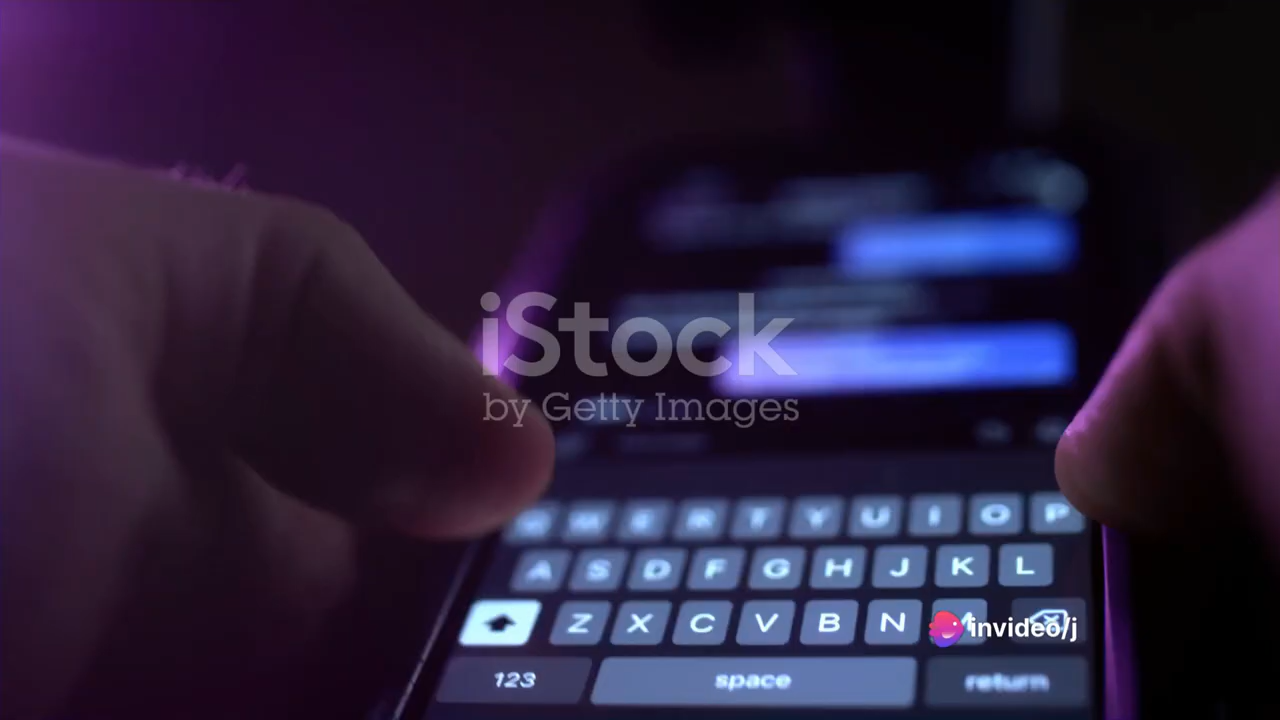 iStock
by Getty Images
W E R T Y U I O P
A S D F G H J K L
Z X C V B N
invideo/j
123 space return